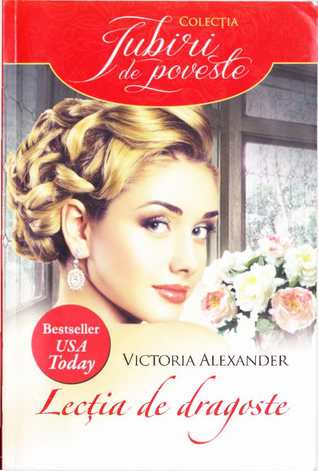 COLECȚIA
Iubiri
de poveste
Bestseller
USA
Today
VICTORIA ALEXANDER
Lecția de dragoste